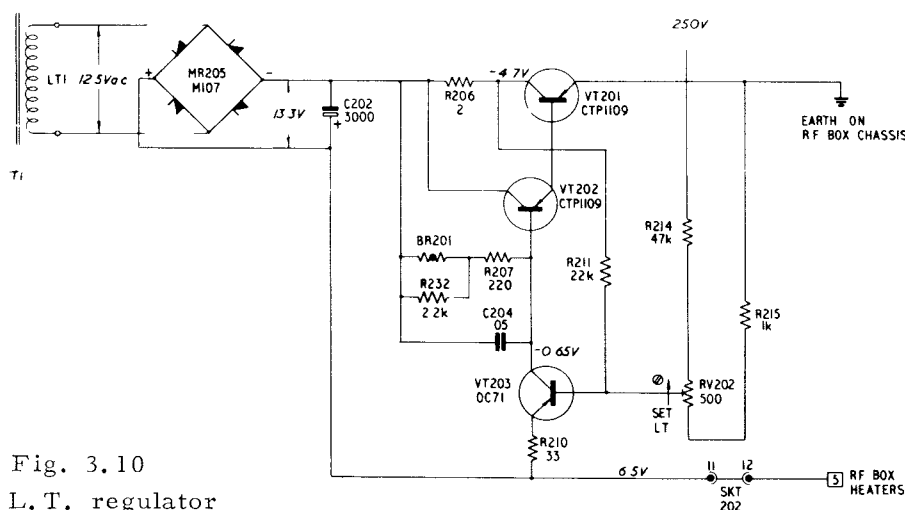 250V
LT1 12.5Vac
T1
+
-
MR205
M107
13.3V
C202
3000
+
R206
2
-4.7V
VT201
CTP1109
EARTH ON
RF BOX CHASSIS
VT202
CTP1109
BR201
R232
2.2k
R207
220
R211
22k
R214
47k
R215
1k
C204
05
-0.65V
VT203
OC71
SET
LT
RV202
500
R210
33
6.5V
11
12
SKT
202
5
RF BOX
HEATERS
Fig. 3.10
L.T. regulator